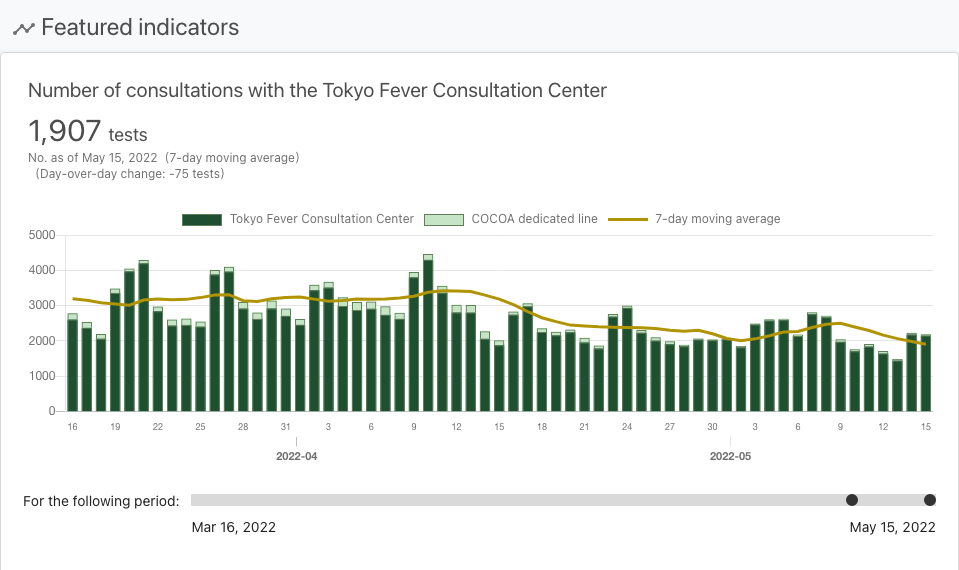 Featured indicators
Number of consultations with the Tokyo Fever Consultation Center
1,907 tests
No. as of May 15, 2022 (7-day moving average)
(Day-over-day change: -75 tests)
Tokyo Fever Consultation Center COCOA dedicated line 7-day moving average
5000
4000
3000
2000
1000
0
16 19 22 25 28 31 3 6 9 12 15 18 21 24 27 30 3 6 9 12 15
2022-04 2022-05
For the following period:
Mar 16, 2022 May 15, 2022